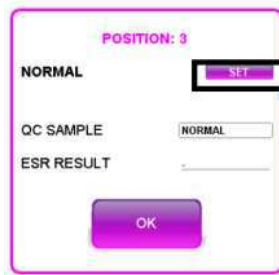 POSITION: 3
NORMAL SET
QC SAMPLE NORMAL
ESR RESULT -
OK